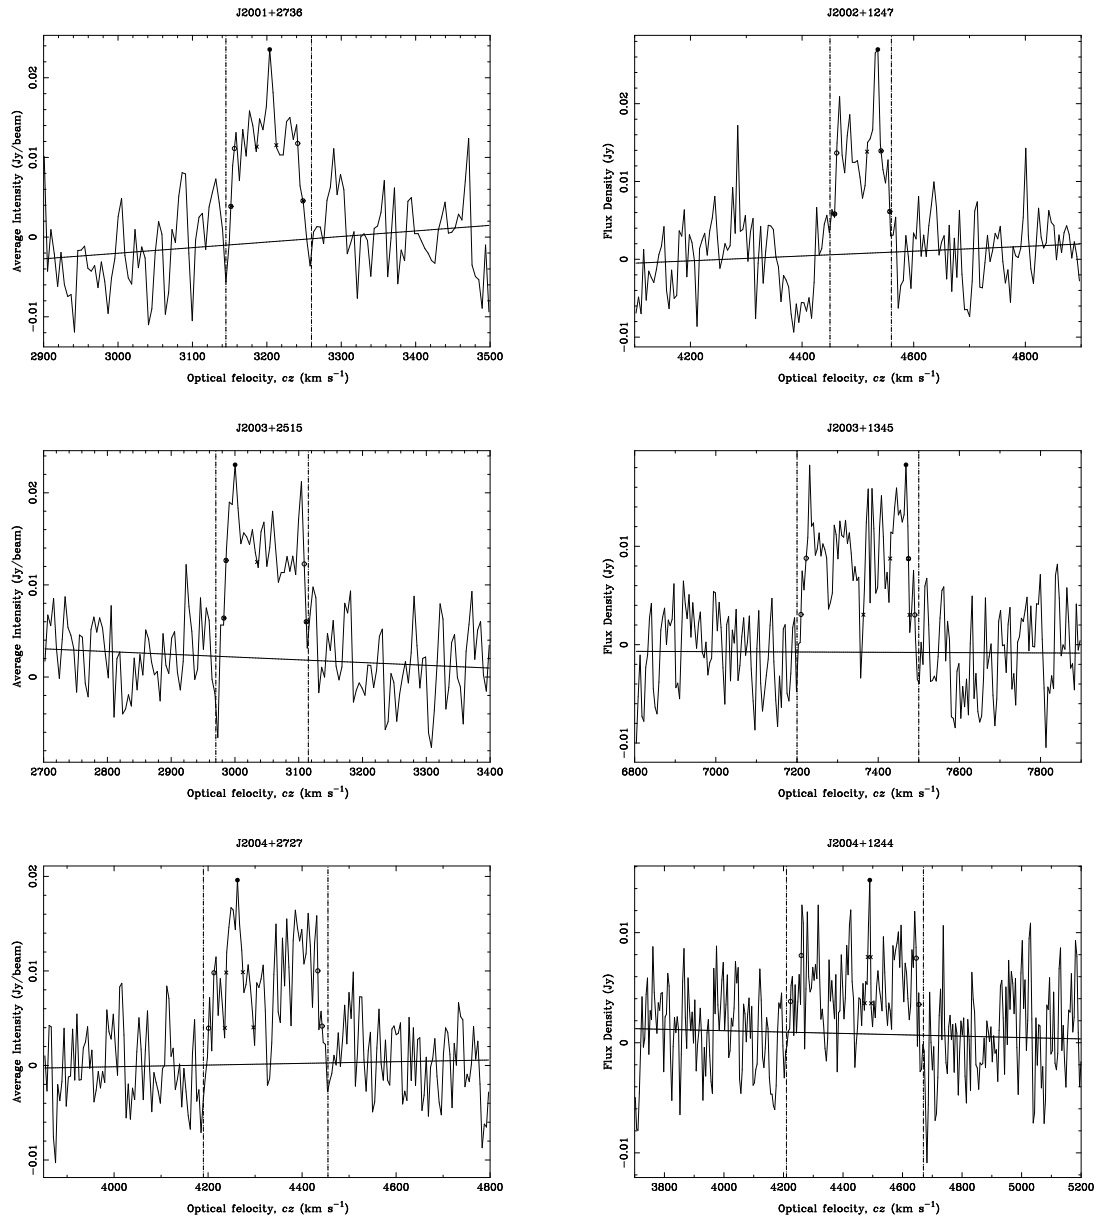 J2001+2736
Average Intensity (Jy/beam)
−0.01 0 0.01 0.02
2900 3000 3100 3200 3300 3400 3500
Optical felocity, cz (km s⁻¹)
J2002+1247
Flux Density (Jy)
−0.01 0 0.01 0.02
4200 4400 4600 4800
Optical felocity, cz (km s⁻¹)
J2003+2515
Average Intensity (Jy/beam)
0 0.01 0.02
2700 2800 2900 3000 3100 3200 3300 3400
Optical felocity, cz (km s⁻¹)
J2003+1345
Flux Density (Jy)
−0.01 0 0.01
6800 7000 7200 7400 7600 7800
Optical felocity, cz (km s⁻¹)
J2004+2727
Average Intensity (Jy/beam)
−0.01 0 0.01 0.02
4000 4200 4400 4600 4800
Optical felocity, cz (km s⁻¹)
J2004+1244
Flux Density (Jy)
−0.01 0 0.01
3800 4000 4200 4400 4600 4800 5000 5200
Optical felocity, cz (km s⁻¹)